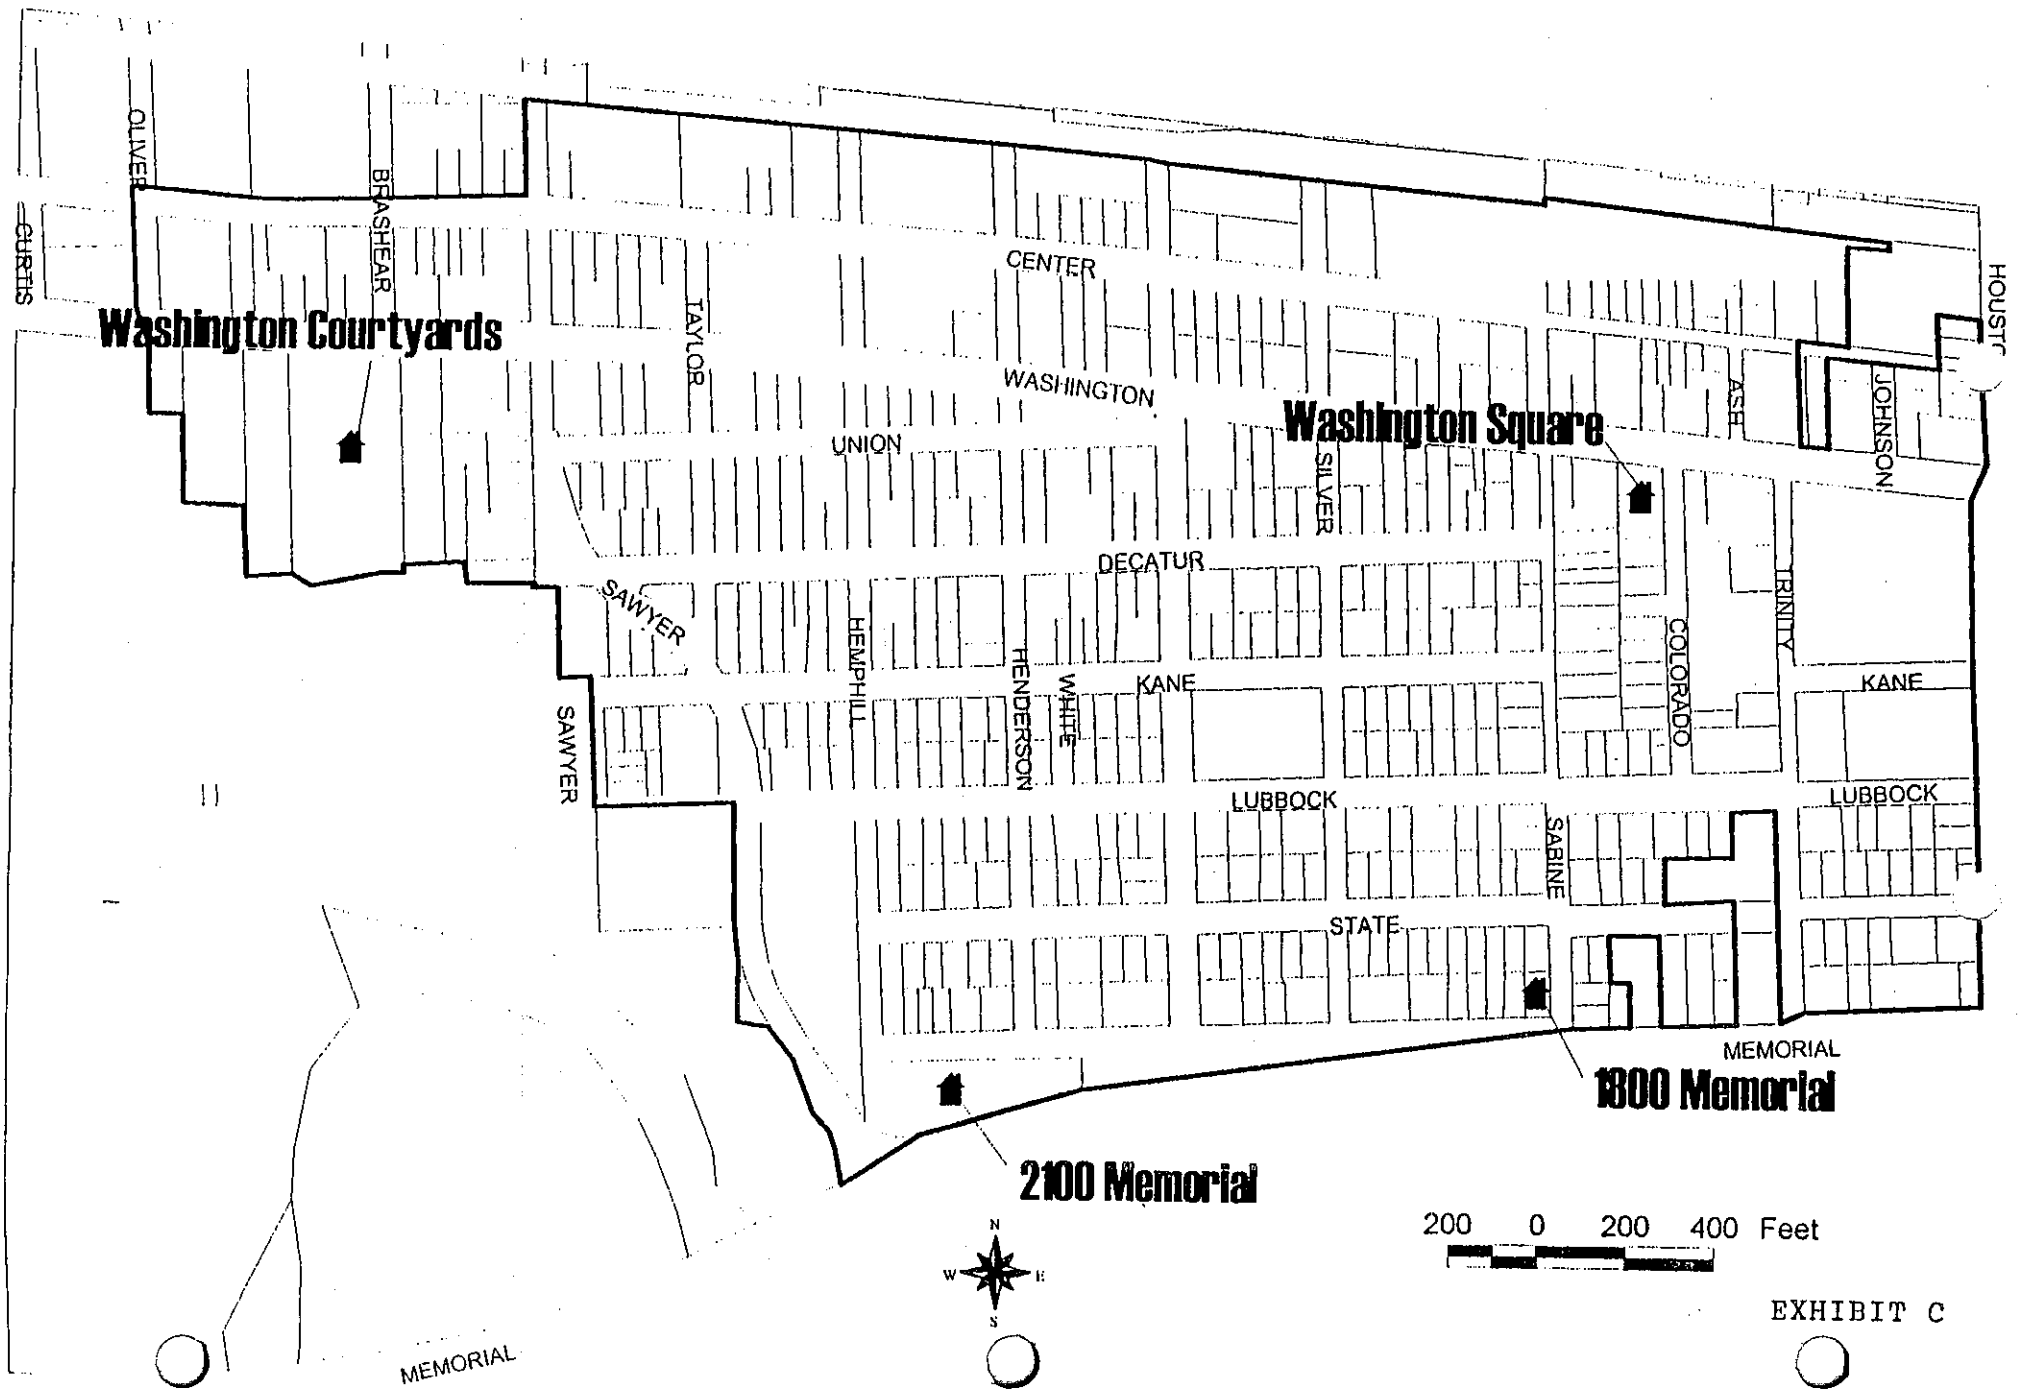 OLIVER
BRASHEAR
CURTIS
CENTER
HOUSTO
Washington Courtyards
TAYLOR
WASHINGTON
ASH
JOHNSON
Washington Square
UNION
SILVER
DECATUR
TRINITY
SAWYER
HEMPHILL
HENDERSON
WHITE
KANE
COLORADO
KANE
SAWYER
LUBBOCK
LUBBOCK
SABINE
STATE
MEMORIAL
1800 Memorial
2100 Memorial
200 0 200 400 Feet
N
W E
S
EXHIBIT C
MEMORIAL